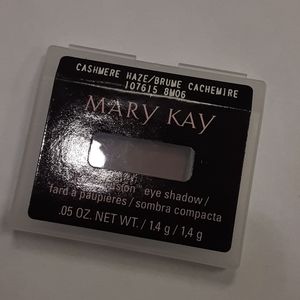 CASHMERE HAZE/BRUME CACHEMIRE
107615 8M06
MARY KAY
eye shadow/
fard à paupières / sombra compacta
.05 OZ. NET WT. / 1.4 g / 1,4 g